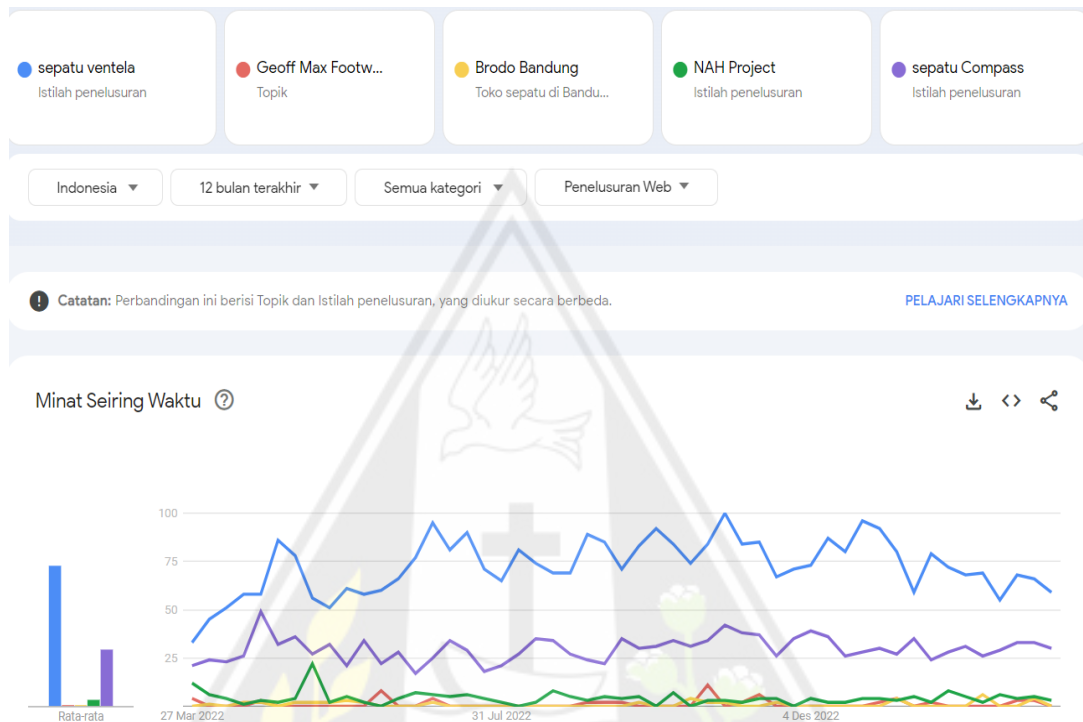 sepatu ventela
Istilah penelusuran
Geoff Max Footw...
Topik
Brodo Bandung
Toko sepatu di Bandu...
NAH Project
Istilah penelusuran
sepatu Compass
Istilah penelusuran
Indonesia
12 bulan terakhir
Semua kategori
Penelusuran Web
Catatan: Perbandingan ini berisi Topik dan Istilah penelusuran, yang diukur secara berbeda.
PELAJARI SELENGKAPNYA
Minat Seiring Waktu
100
75
50
25
Rata-rata
27 Mar 2022
31 Jul 2022
4 Des 2022